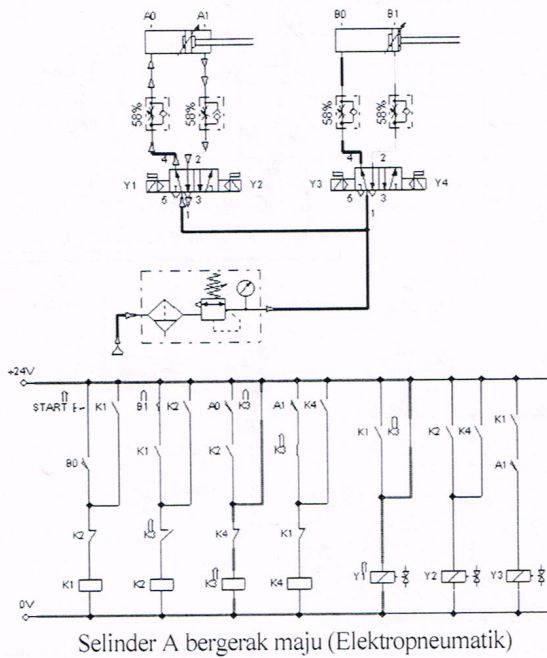 A0 A1 B0 B1
58% 58% 58% 58%
4 2 4 2
Y1 Y2 Y3 Y4
5 3 5 3
1 1
+24V
START E K1 B1 K2 A0 K3 A1 K4 K1 K3 K2 K4 K1
B0 K1 K2 K3 A1
K2 K3 K4 K1
K1 K2 K3 K4 Y1 Y2 Y3
0V
Selinder A bergerak maju (Elektropneumatik)